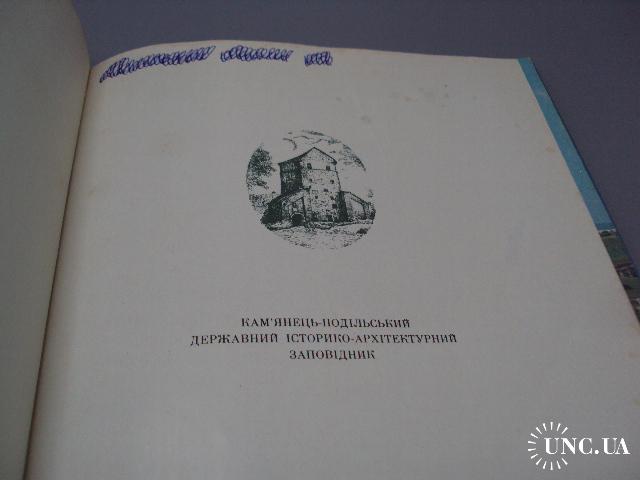 КАМ'ЯНЕЦЬ-ПОДІЛЬСЬКИЙ
ДЕРЖАВНИЙ ІСТОРИКО-АРХІТЕКТУРНИЙ
ЗАПОВІДНИК
UNC.UA